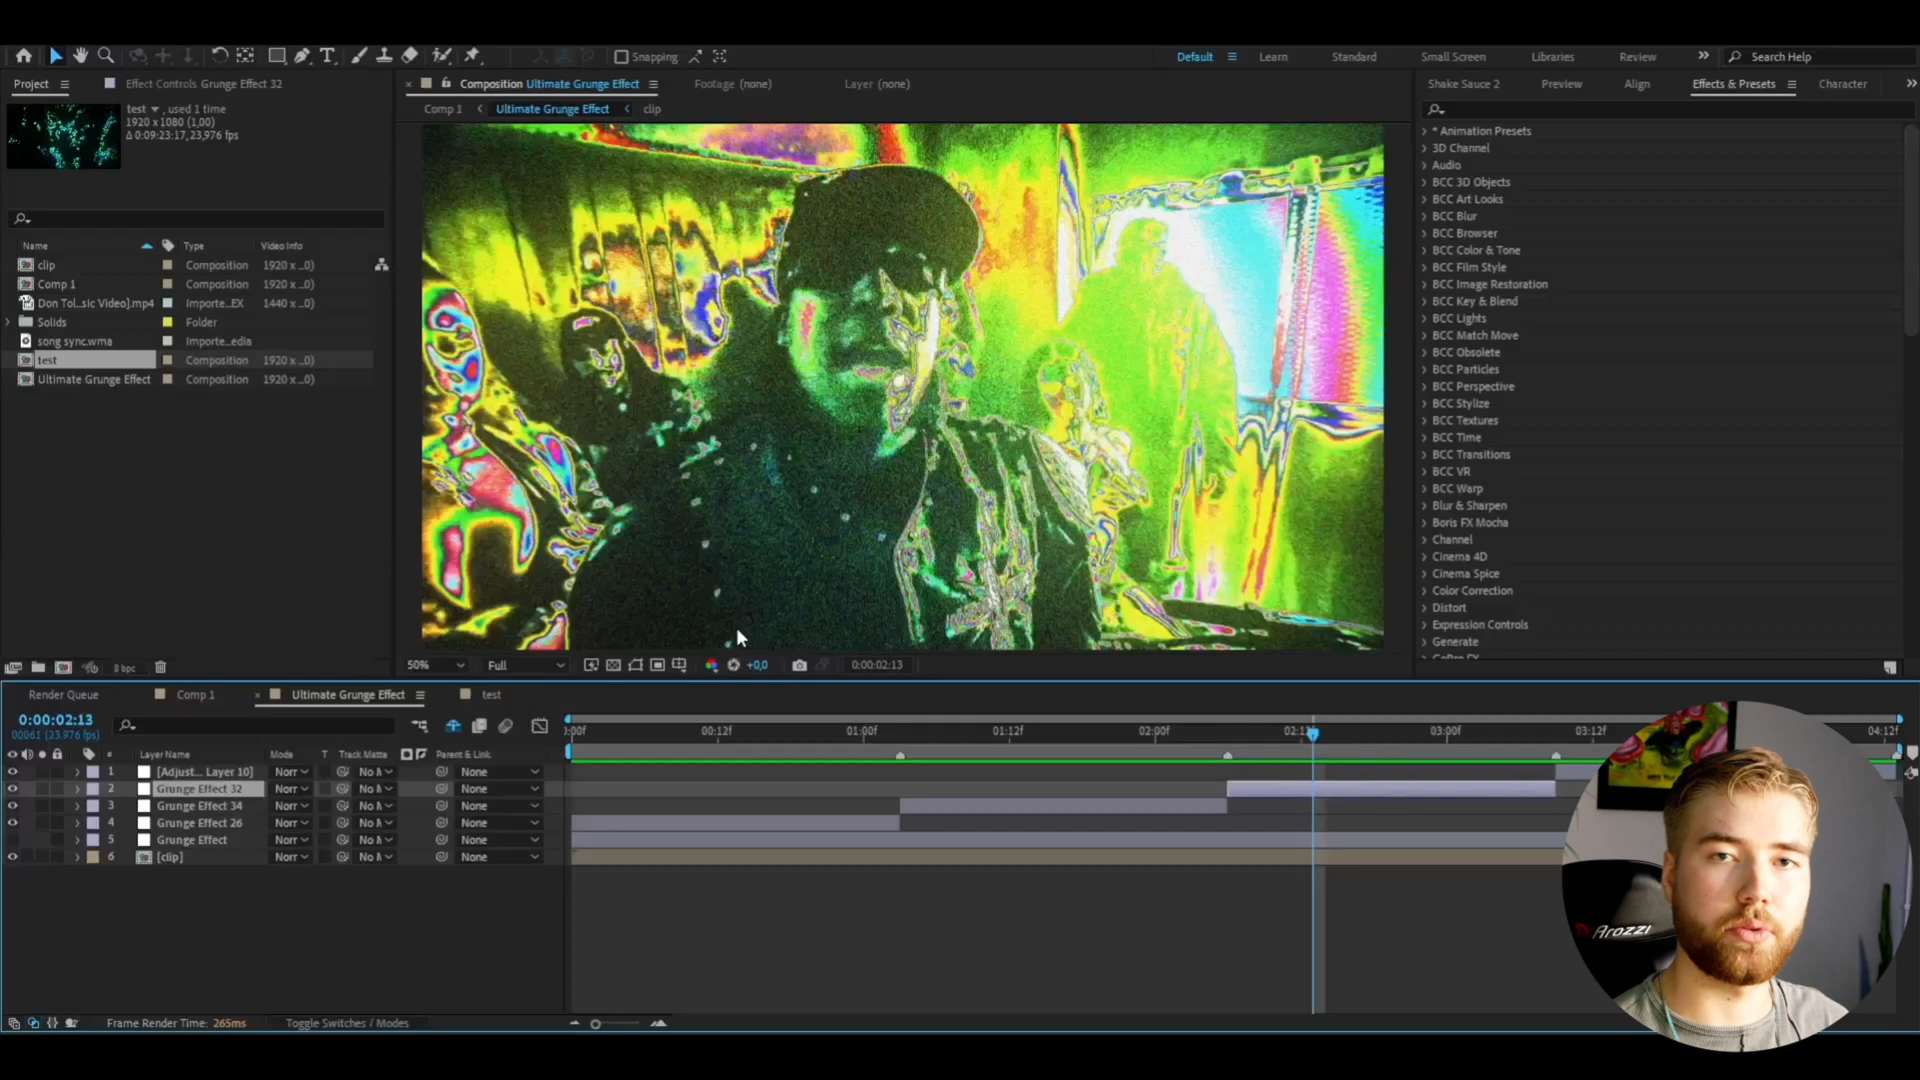 Snapping
Default
Learn
Standard
Small Screen
Libraries
Review
Search Help
Project
Effect Controls Grunge Effect 32
Composition Ultimate Grunge Effect
Footage (none)
Layer (none)
Shake Sauce 2
Preview
Align
Effects & Presets
Character
test , used 1 time
1920 x 1080 (1,00)
Δ 0:09:23:17, 23,976 fps
Comp 1
Ultimate Grunge Effect
clip
Name
Type
Video Info
clip Composition 1920 x ...0)
Comp 1 Composition 1920 x ...0)
Don Tol...sic Video].mp4 Importe...EX 1440 x ...0)
Solids Folder
song sync.wma Importe...edia
test Composition 1920 x ...0)
Ultimate Grunge Effect Composition 1920 x ...0)
* Animation Presets
3D Channel
Audio
BCC 3D Objects
BCC Art Looks
BCC Blur
BCC Browser
BCC Color & Tone
BCC Film Style
BCC Image Restoration
BCC Key & Blend
BCC Lights
BCC Match Move
BCC Obsolete
BCC Particles
BCC Perspective
BCC Stylize
BCC Textures
BCC Time
BCC Transitions
BCC VR
BCC Warp
Blur & Sharpen
Boris FX Mocha
Channel
Cinema 4D
Cinema Spice
Color Correction
Distort
Expression Controls
Generate
GoPro FX
8 bpc
50%
Full
+0,0
0:00:02:13
Render Queue
Comp 1
Ultimate Grunge Effect
test
0:00:02:13
00061 (23.976 fps)
:00f 00:12f 01:00f 01:12f 02:00f 02:1 03:00f 03:12f 04:12f
# Layer Name Mode T Track Matte Parent & Link
1 [Adjust... Layer 10] Norr No M None
2 Grunge Effect 32 Norr No M None
3 Grunge Effect 34 Norr No M None
4 Grunge Effect 26 Norr No M None
5 Grunge Effect Norr No M None
6 [clip] Norr No M None
Frame Render Time: 265ms
Toggle Switches / Modes
Arozzi